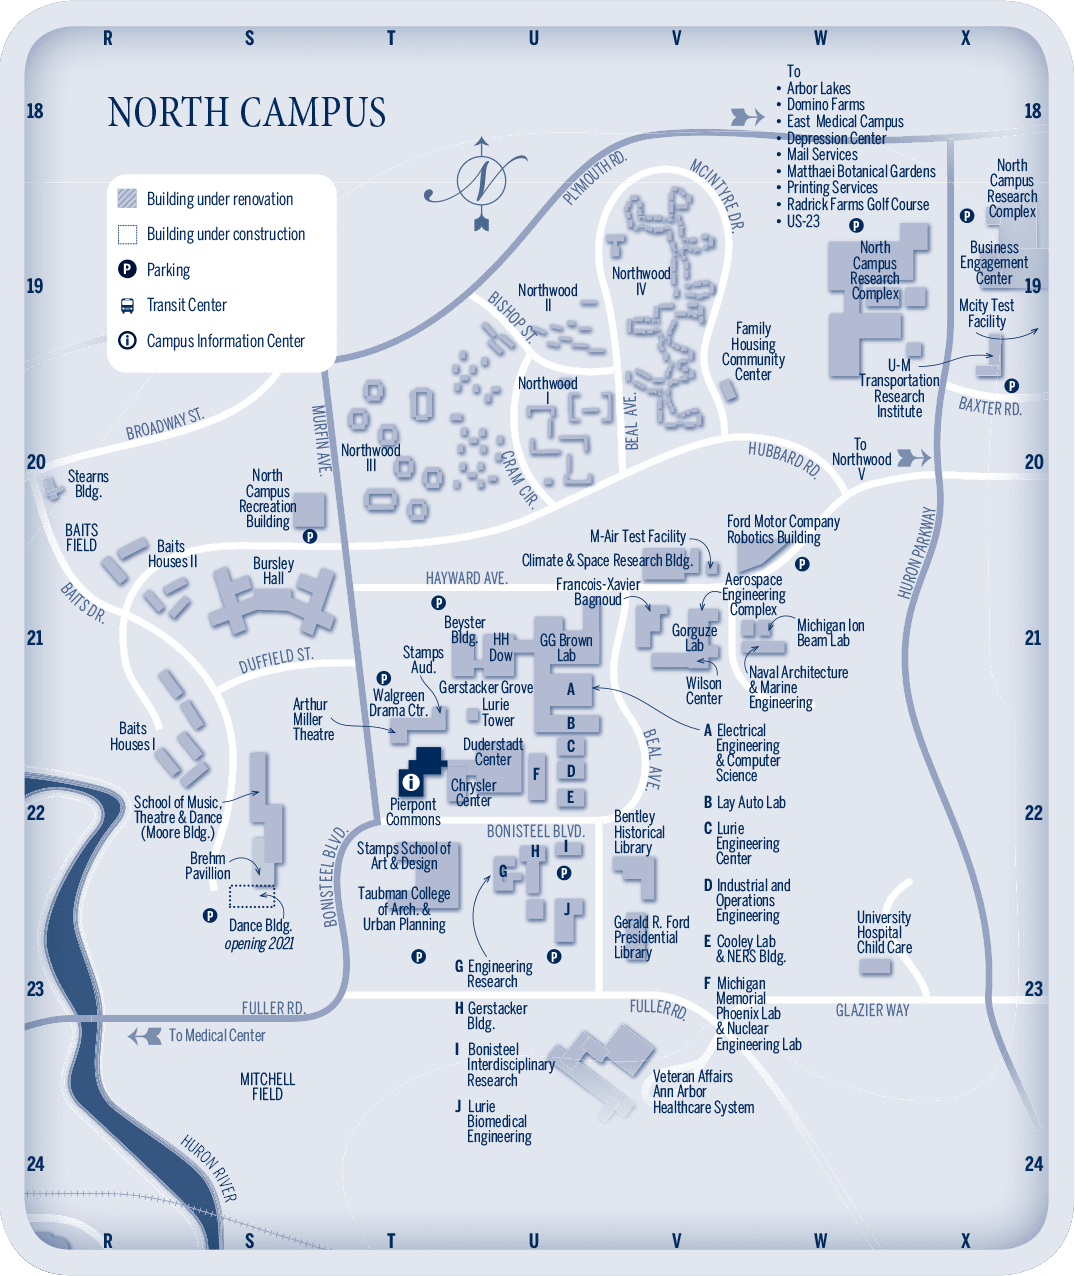 R S T U V W X
18
18
NORTH CAMPUS
To
• Arbor Lakes
• Domino Farms
• East Medical Campus
• Depression Center
• Mail Services
• Matthaei Botanical Gardens
• Printing Services
• Radrick Farms Golf Course
• US-23
Building under renovation
Building under construction
P Parking
Transit Center
i Campus Information Center
N
PLYMOUTH RD.
MCINTYRE DR.
North
Campus
Research
Complex
P
P
North
Campus
Research
Complex
Business
Engagement
Center
19
19
Northwood
IV
Northwood
II
BISHOP ST.
Mcity Test
Facility
Family
Housing
Community
Center
U-M
Transportation
Research
Institute
P
BAXTER RD.
Northwood
I
BROADWAY ST.
MURFIN AVE.
BEAL AVE.
Northwood
III
CRAM CIR.
HUBBARD RD.
To
Northwood
V
20
20
Stearns
Bldg.
North
Campus
Recreation
Building
P
BAITS
FIELD
Baits
Houses II
Bursley
Hall
BAITS DR.
M-Air Test Facility
Climate & Space Research Bldg.
Ford Motor Company
Robotics Building
P
HURON PARKWAY
HAYWARD AVE.
Francois-Xavier
Bagnoud
Aerospace
Engineering
Complex
P
21
21
Beyster
Bldg.
HH
Dow
GG Brown
Lab
Gorguze
Lab
Michigan Ion
Beam Lab
DUFFIELD ST.
Stamps
Aud.
P
Walgreen
Drama Ctr.
Gerstacker Grove
Lurie
Tower
A
Wilson
Center
Naval Architecture
& Marine
Engineering
Arthur
Miller
Theatre
Baits
Houses I
B
Duderstadt
Center
C
F
D
E
Chrysler
Center
i
Pierpont
Commons
BEAL AVE.
A Electrical
Engineering
& Computer
Science
B Lay Auto Lab
C Lurie
Engineering
Center
D Industrial and
Operations
Engineering
E Cooley Lab
& NERS Bldg.
F Michigan
Memorial
Phoenix Lab
& Nuclear
Engineering Lab
22
22
School of Music,
Theatre & Dance
(Moore Bldg.)
Brehm
Pavillion
P
Dance Bldg.
opening 2021
BONISTEEL BLVD.
BONISTEEL BLVD.
Bentley
Historical
Library
Stamps School of
Art & Design
Taubman College
of Arch. &
Urban Planning
P
H
I
G
P
J
P
Gerald R. Ford
Presidential
Library
University
Hospital
Child Care
G Engineering
Research
H Gerstacker
Bldg.
I Bonisteel
Interdisciplinary
Research
J Lurie
Biomedical
Engineering
23
23
FULLER RD.
FULLER RD.
GLAZIER WAY
To Medical Center
MITCHELL
FIELD
Veteran Affairs
Ann Arbor
Healthcare System
HURON RIVER
24
24
R S T U V W X